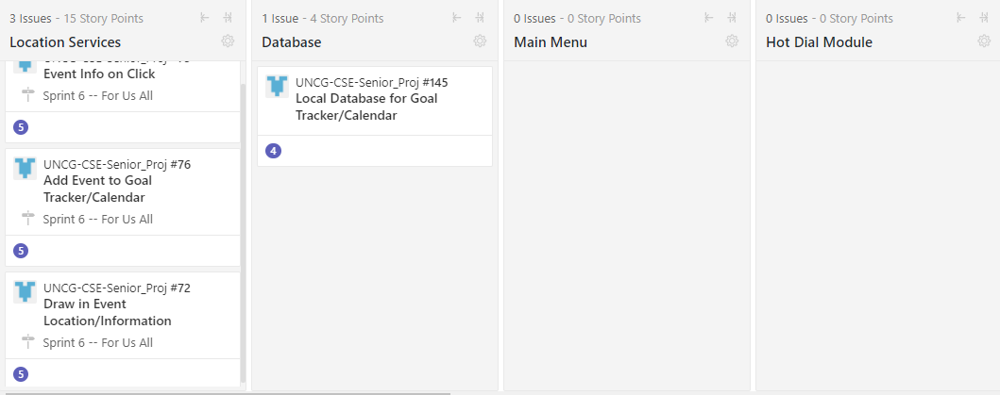 3 Issues - 15 Story Points
Location Services
Event Info on Click
Sprint 6 -- For Us All
5
UNCG-CSE-Senior_Proj #76
Add Event to Goal
Tracker/Calendar
Sprint 6 -- For Us All
5
UNCG-CSE-Senior_Proj #72
Draw in Event
Location/Information
Sprint 6 -- For Us All
5
1 Issue - 4 Story Points
Database
UNCG-CSE-Senior_Proj #145
Local Database for Goal
Tracker/Calendar
4
0 Issues - 0 Story Points
Main Menu
0 Issues - 0 Story Points
Hot Dial Module